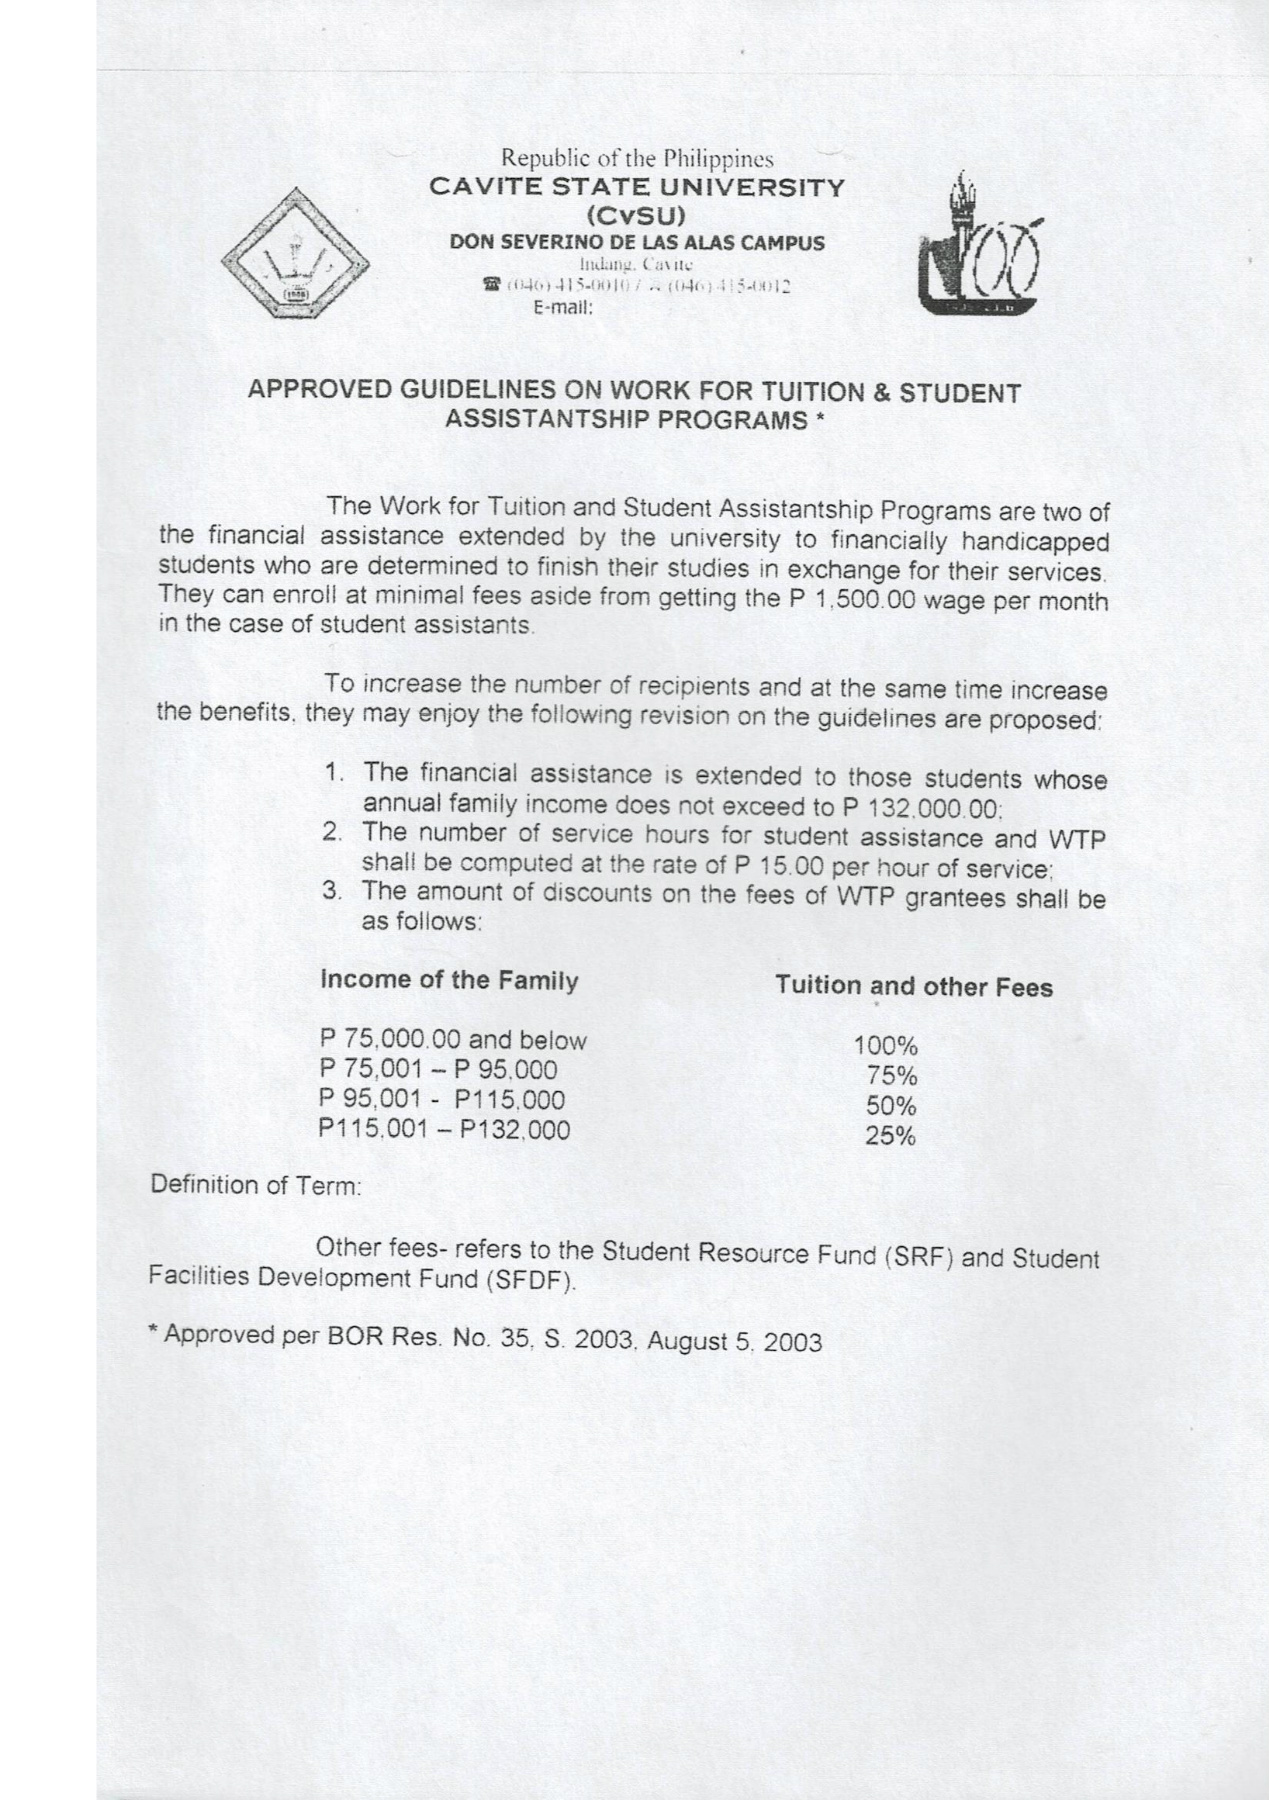 Republic of the Philippines
CAVITE STATE UNIVERSITY
(CvSU)
DON SEVERINO DE LAS ALAS CAMPUS
Indang, Cavite
☎ (046) 415-0010 / (046) 415-0012
E-mail:
1906
APPROVED GUIDELINES ON WORK FOR TUITION & STUDENT
ASSISTANTSHIP PROGRAMS *
The Work for Tuition and Student Assistantship Programs are two of
the financial assistance extended by the university to financially handicapped
students who are determined to finish their studies in exchange for their services.
They can enroll at minimal fees aside from getting the P 1,500.00 wage per month
in the case of student assistants.
To increase the number of recipients and at the same time increase
the benefits, they may enjoy the following revision on the guidelines are proposed:
1. The financial assistance is extended to those students whose
annual family income does not exceed to P 132,000.00;
2. The number of service hours for student assistance and WTP
shall be computed at the rate of P 15.00 per hour of service;
3. The amount of discounts on the fees of WTP grantees shall be
as follows:
Income of the Family Tuition and other Fees
P 75,000.00 and below 100%
P 75,001 – P 95,000 75%
P 95,001 - P115,000 50%
P115,001 – P132,000 25%
Definition of Term:
Other fees- refers to the Student Resource Fund (SRF) and Student
Facilities Development Fund (SFDF).
* Approved per BOR Res. No. 35, S. 2003, August 5, 2003